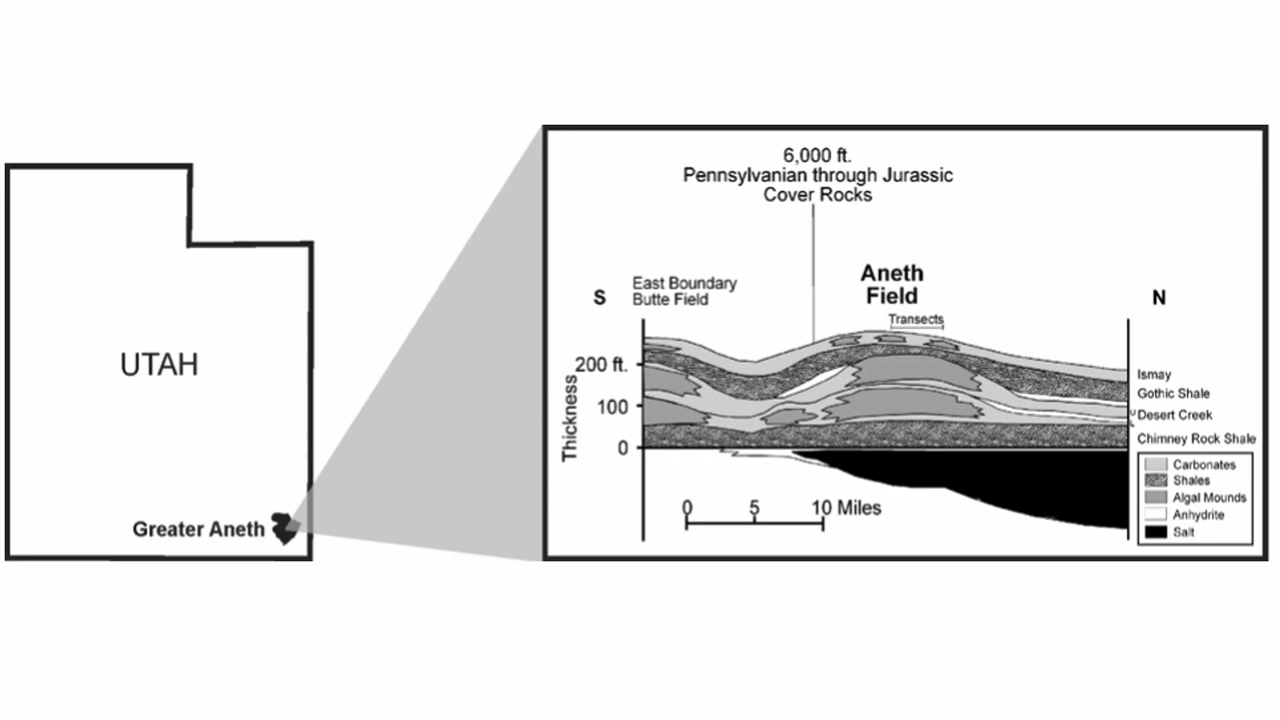 UTAH
Greater Aneth
6,000 ft.
Pennsylvanian through Jurassic
Cover Rocks
Aneth
Field
S
East Boundary
Butte Field
N
Transects
Thickness
200 ft.
100
0
Ismay
Gothic Shale
U
L
Desert Creek
Chimney Rock Shale
0
5
10 Miles
Carbonates
Shales
Algal Mounds
Anhydrite
Salt